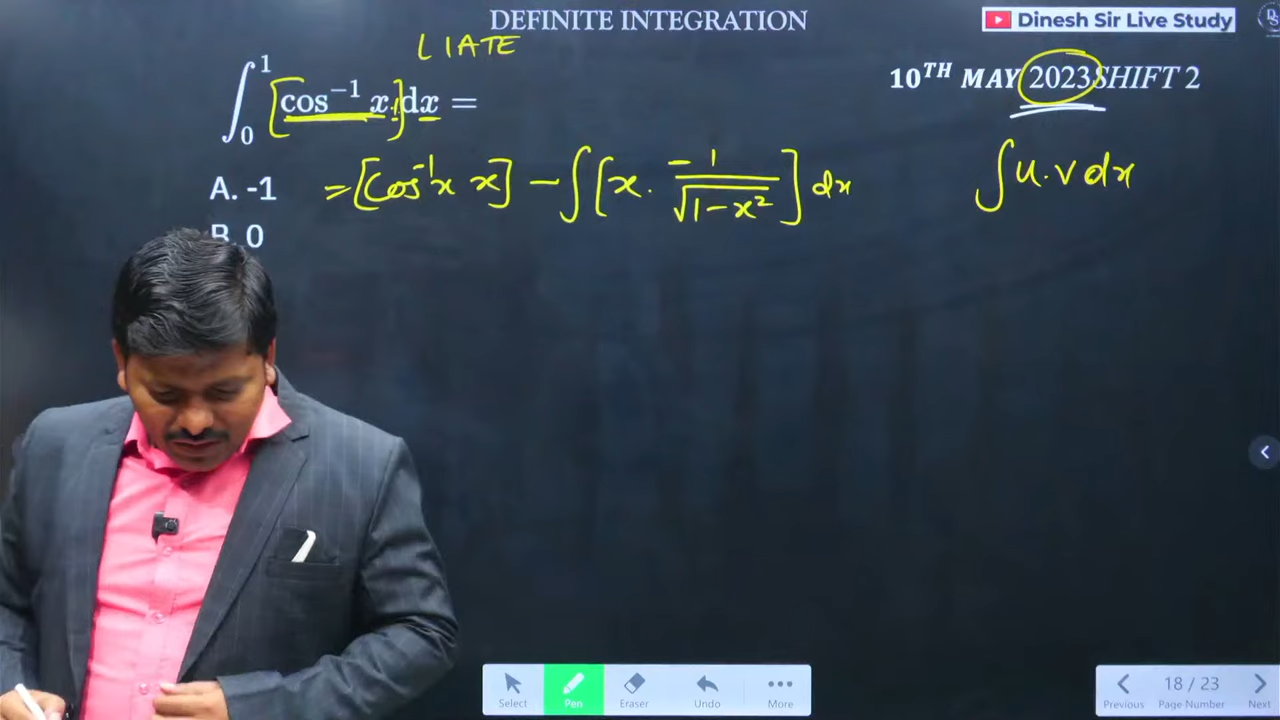 DEFINITE INTEGRATION
Dinesh Sir Live Study
LIATE
∫₀¹ [cos⁻¹ x.1]dx =
10ᵀᴴ MAY 2023 SHIFT 2
= [cos⁻¹x x] − ∫[x. −1/√(1−x²)] dx
∫u.v dx
A. -1
B. 0
Select
Pen
Eraser
Undo
More
Previous
18 / 23
Page Number
Next